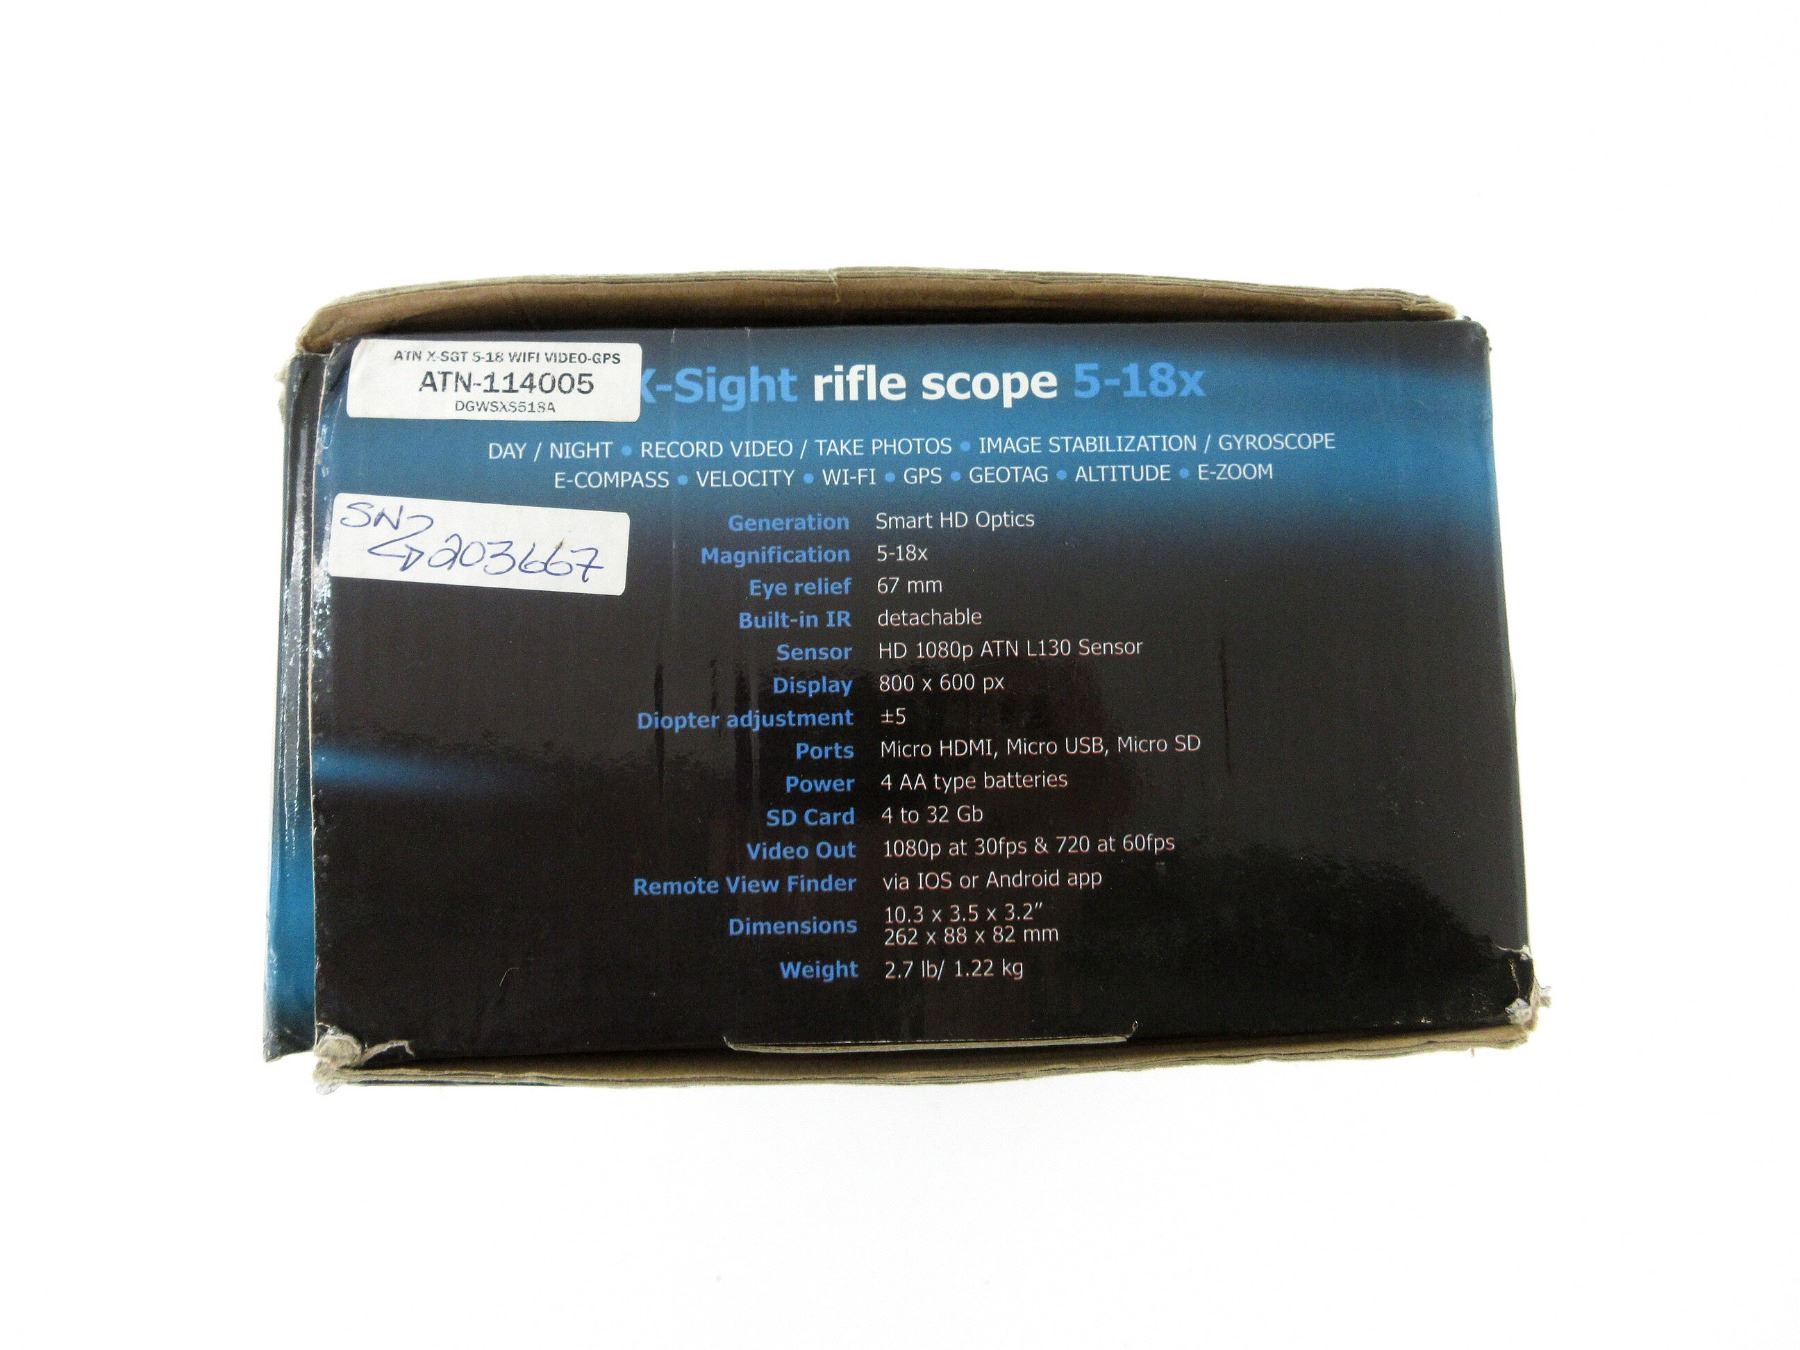 ATN X-SGT 5-18 WIFI VIDEO-GPS
ATN-114005
DGWSXS518A
X-Sight rifle scope 5-18x
DAY / NIGHT • RECORD VIDEO / TAKE PHOTOS • IMAGE STABILIZATION / GYROSCOPE
E-COMPASS • VELOCITY • WI-FI • GPS • GEOTAG • ALTITUDE • E-ZOOM
SN
203667
Generation Smart HD Optics
Magnification 5-18x
Eye relief 67 mm
Built-in IR detachable
Sensor HD 1080p ATN L130 Sensor
Display 800 x 600 px
Diopter adjustment ±5
Ports Micro HDMI, Micro USB, Micro SD
Power 4 AA type batteries
SD Card 4 to 32 Gb
Video Out 1080p at 30fps & 720 at 60fps
Remote View Finder via IOS or Android app
Dimensions 10.3 x 3.5 x 3.2"
262 x 88 x 82 mm
Weight 2.7 lb/ 1.22 kg